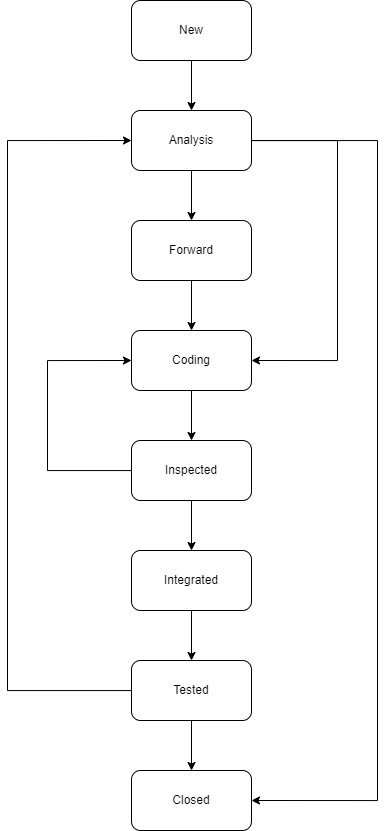 New
Analysis
Forward
Coding
Inspected
Integrated
Tested
Closed